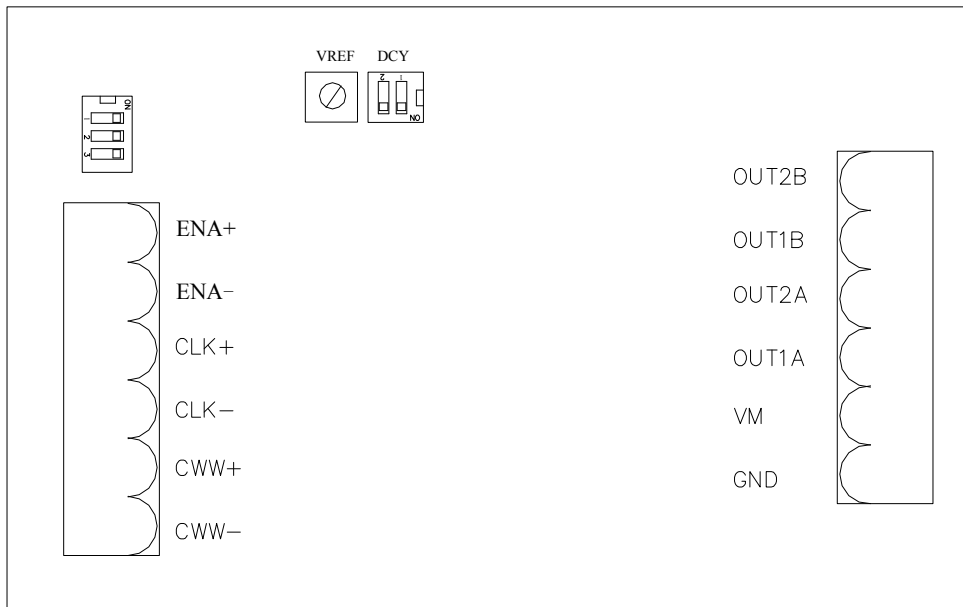 VREF DCY
2 1
ON
ON
1
2
3
ENA+
ENA-
CLK+
CLK-
CWW+
CWW-
OUT2B
OUT1B
OUT2A
OUT1A
VM
GND